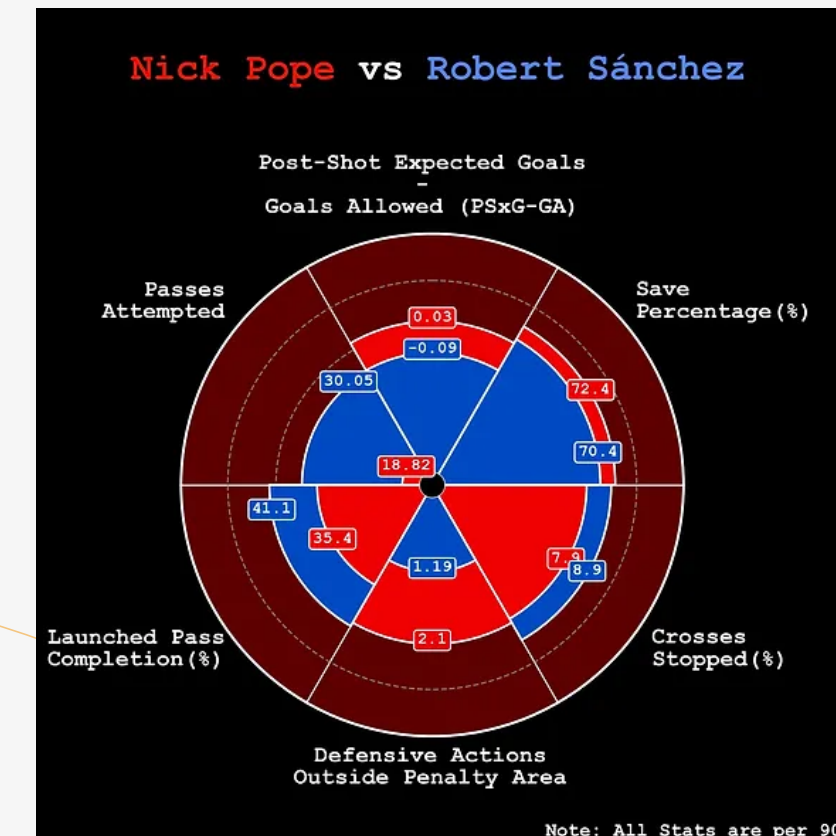 Nick Pope vs Robert Sánchez
Post-Shot Expected Goals
-
Goals Allowed (PSxG-GA)
Passes
Attempted
Save
Percentage(%)
0.03
-0.09
30.05
72.4
70.4
18.82
41.1
35.4
1.19
7.9
8.9
2.1
Launched Pass
Completion(%)
Crosses
Stopped(%)
Defensive Actions
Outside Penalty Area
Note: All Stats are per 90